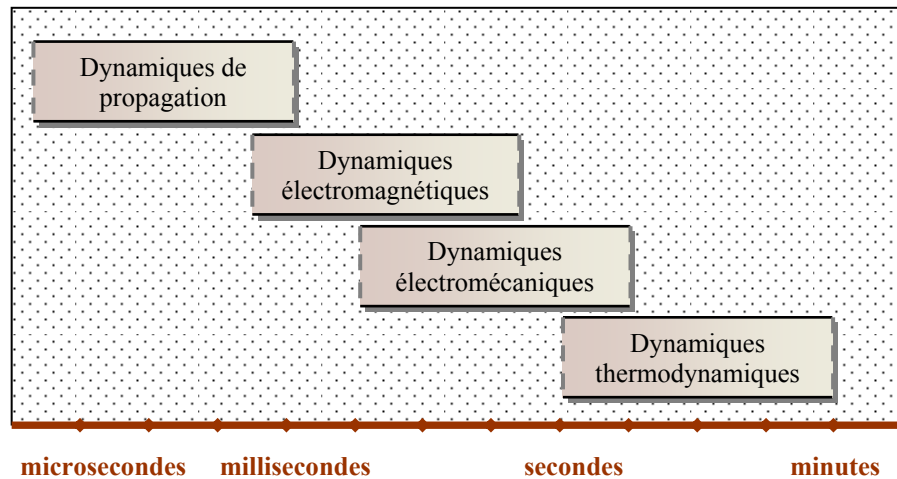 Dynamiques de
propagation
Dynamiques
électromagnétiques
Dynamiques
électromécaniques
Dynamiques
thermodynamiques
microsecondes millisecondes secondes minutes